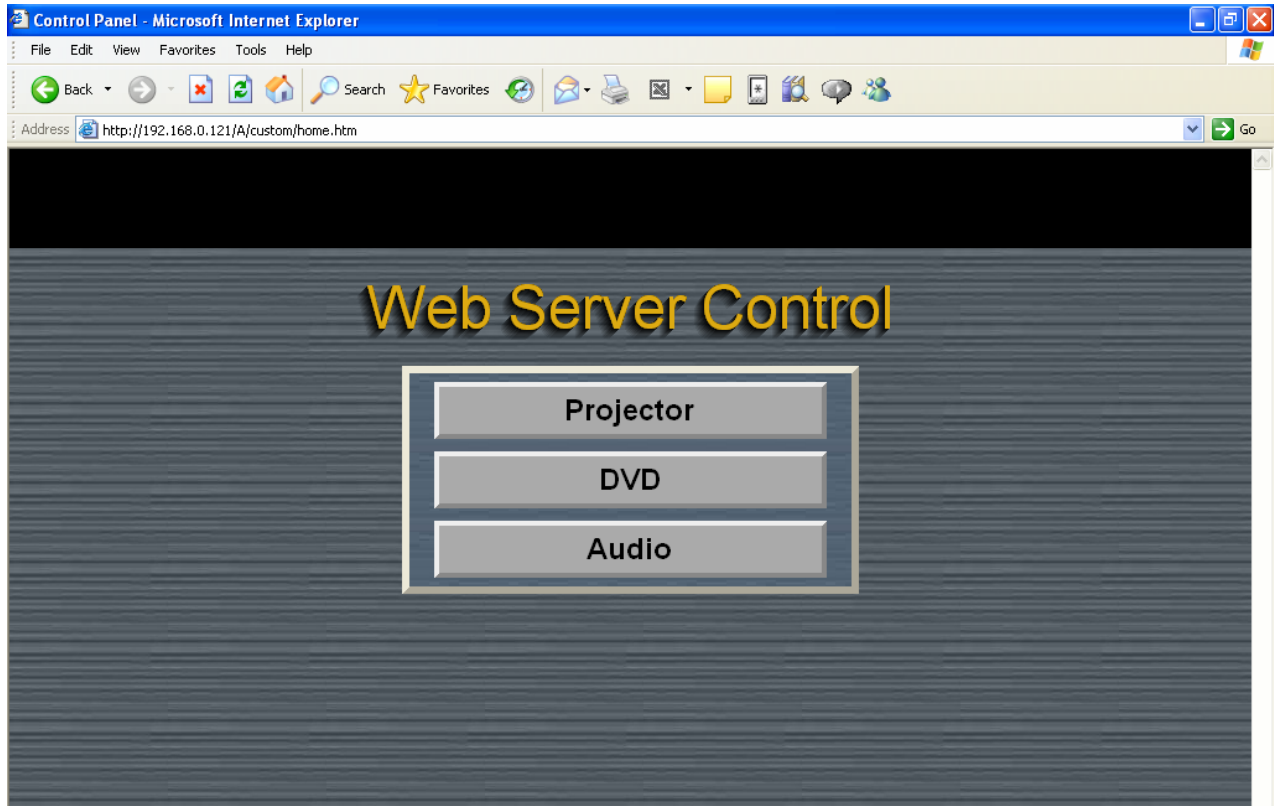 Control Panel - Microsoft Internet Explorer
File Edit View Favorites Tools Help
Back Search Favorites
Address http://192.168.0.121/A/custom/home.htm Go
Web Server Control
Projector
DVD
Audio